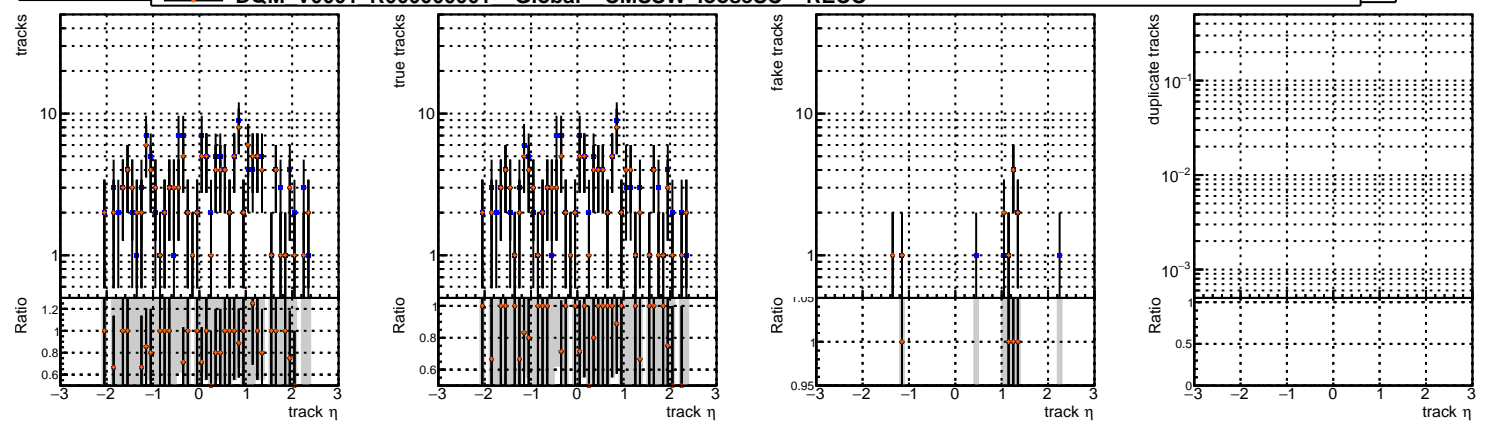 tracks
10
1
Ratio
1.2
1
0.8
0.6
−3 −2 −1 0 1 2 3
track η
true tracks
10
1
Ratio
1
0.8
0.6
−3 −2 −1 0 1 2 3
track η
fake tracks
10
1
Ratio
1.05
1
0.95
−3 −2 −1 0 1 2 3
track η
duplicate tracks
10−1
10−2
10−3
Ratio
1
0.5
0
−3 −2 −1 0 1 2 3
track η